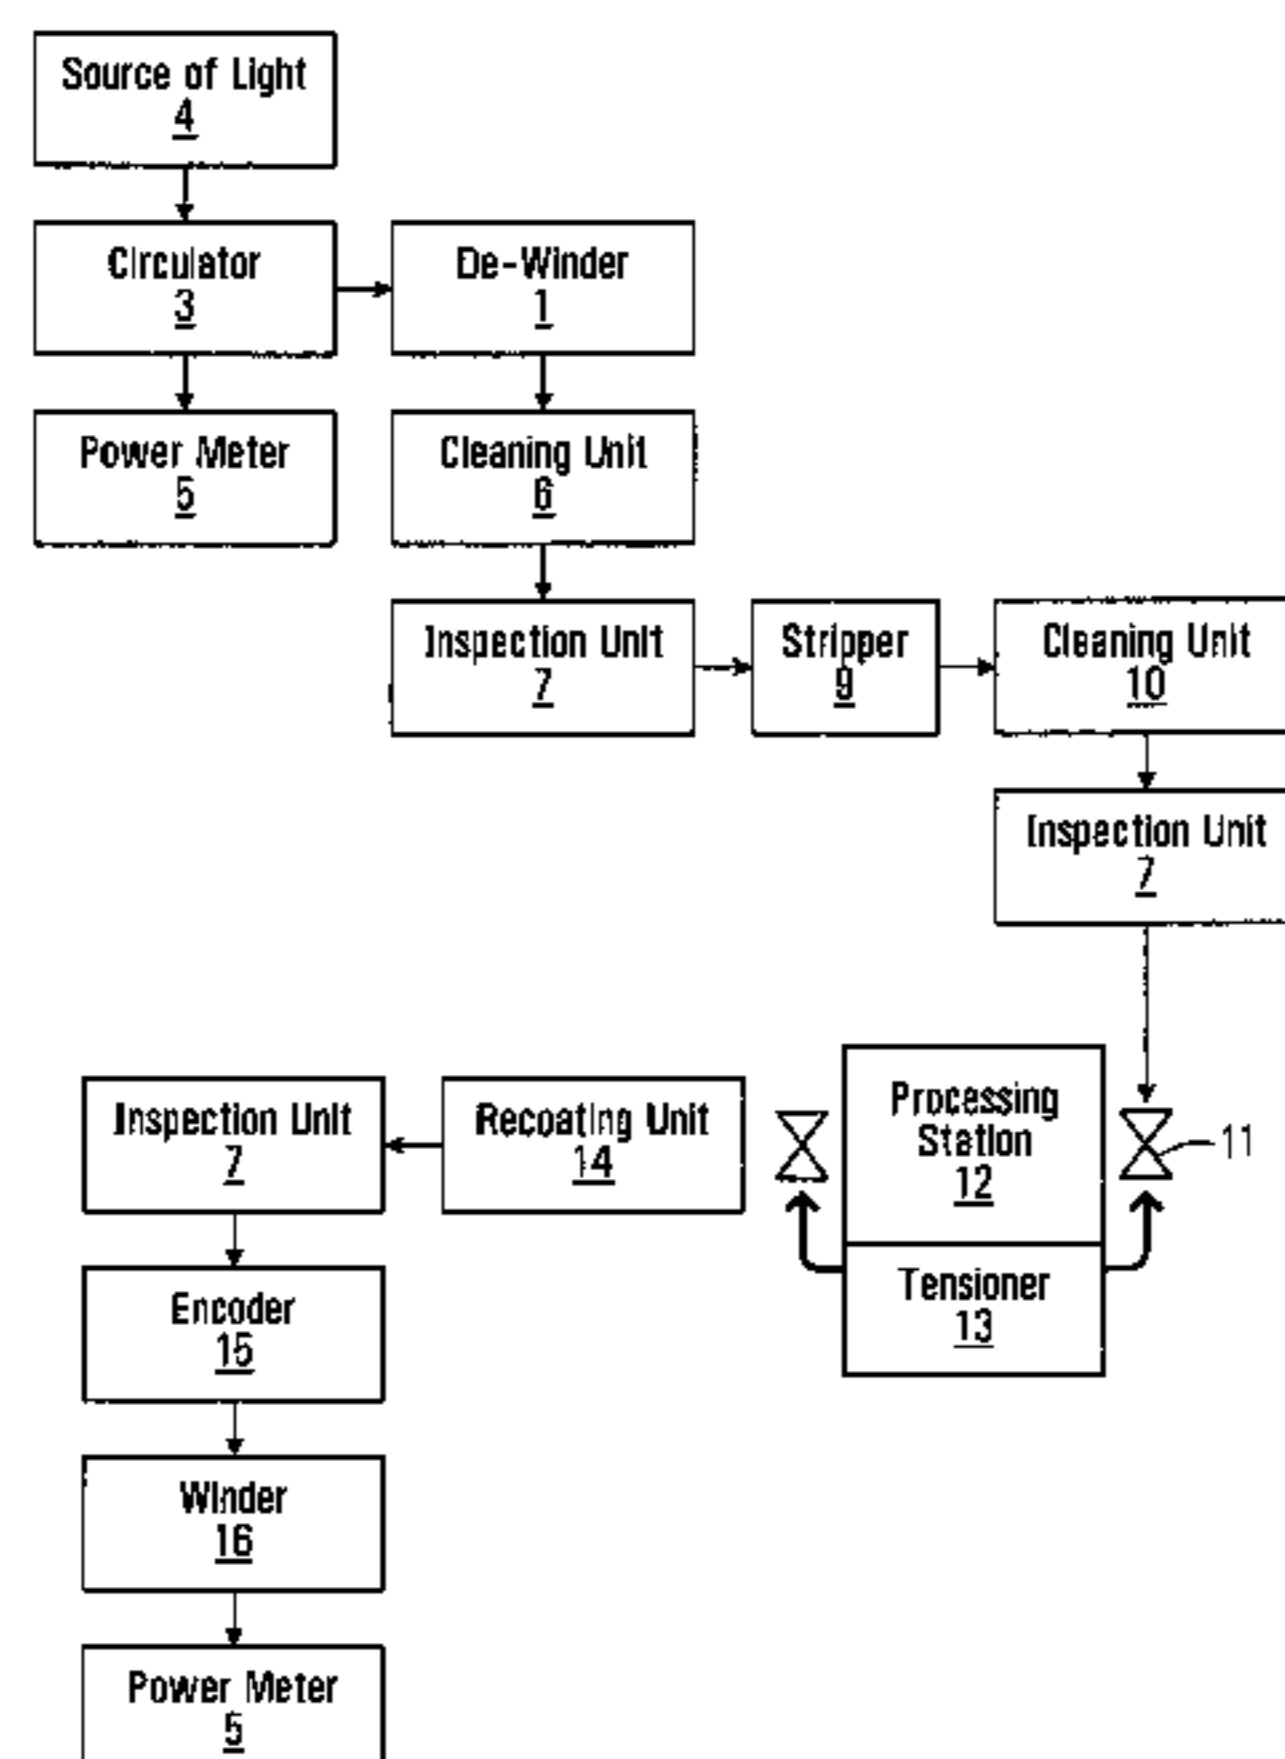 Source of Light
4
Circulator
3
De-Winder
1
Power Meter
5
Cleaning Unit
6
Inspection Unit
7
Stripper
9
Cleaning Unit
10
Inspection Unit
7
Inspection Unit
7
Recoating Unit
14
Processing
Station
12
11
Tensioner
13
Encoder
15
Winder
16
Power Meter
5